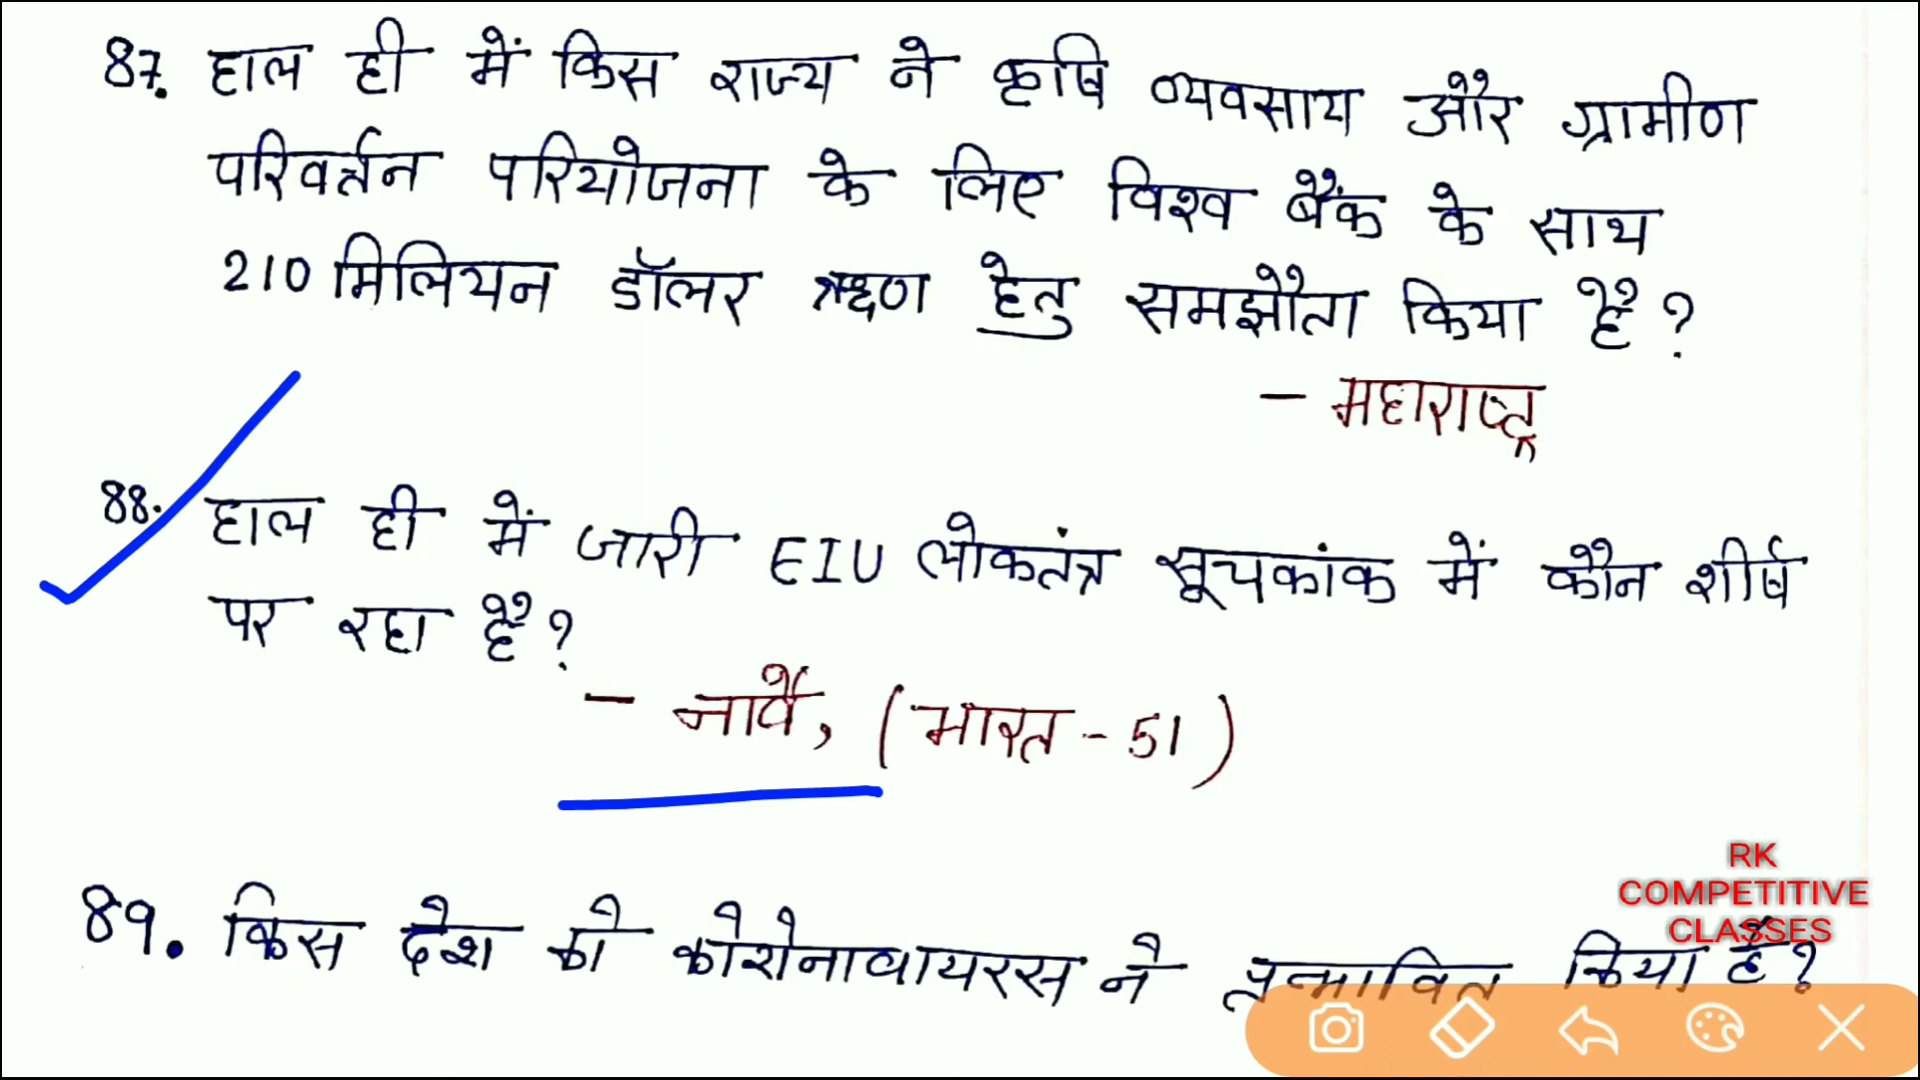 87. हाल ही में किस राज्य ने कृषि व्यवसाय और ग्रामीण
परिवर्तन परियोजना के लिए विश्व बैंक के साथ
210 मिलियन डॉलर ऋण हेतु समझौता किया है ?
- महाराष्ट्र
88. हाल ही में जारी EIU लोकतंत्र सूचकांक में कौन शीर्ष
पर रहा है ?
- नार्वे, (भारत - 51)
89. किस देश को कोरोनावायरस ने प्रभावित किया है ?
RK
COMPETITIVE
CLASSES